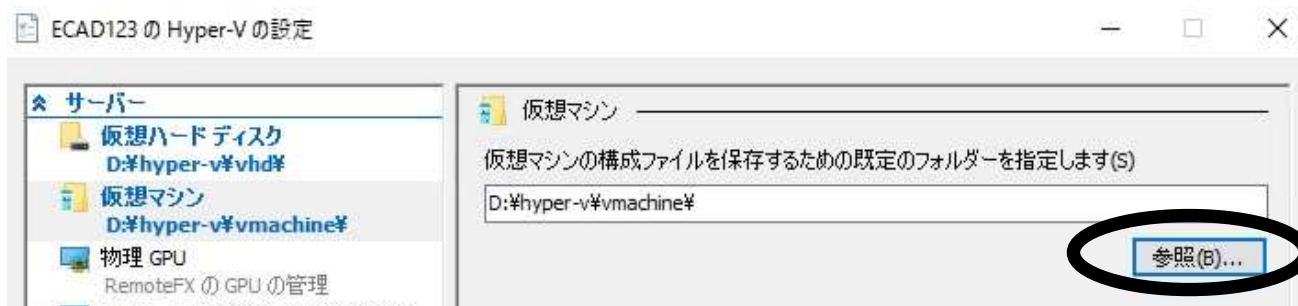 ECAD123 の Hyper-V の設定
サーバー
仮想ハード ディスク
D:¥hyper-v¥vhd¥
仮想マシン
D:¥hyper-v¥vmachine¥
物理 GPU
RemoteFX の GPU の管理
仮想マシン
仮想マシンの構成ファイルを保存するための既定のフォルダーを指定します(S)
D:¥hyper-v¥vmachine¥
参照(B)...